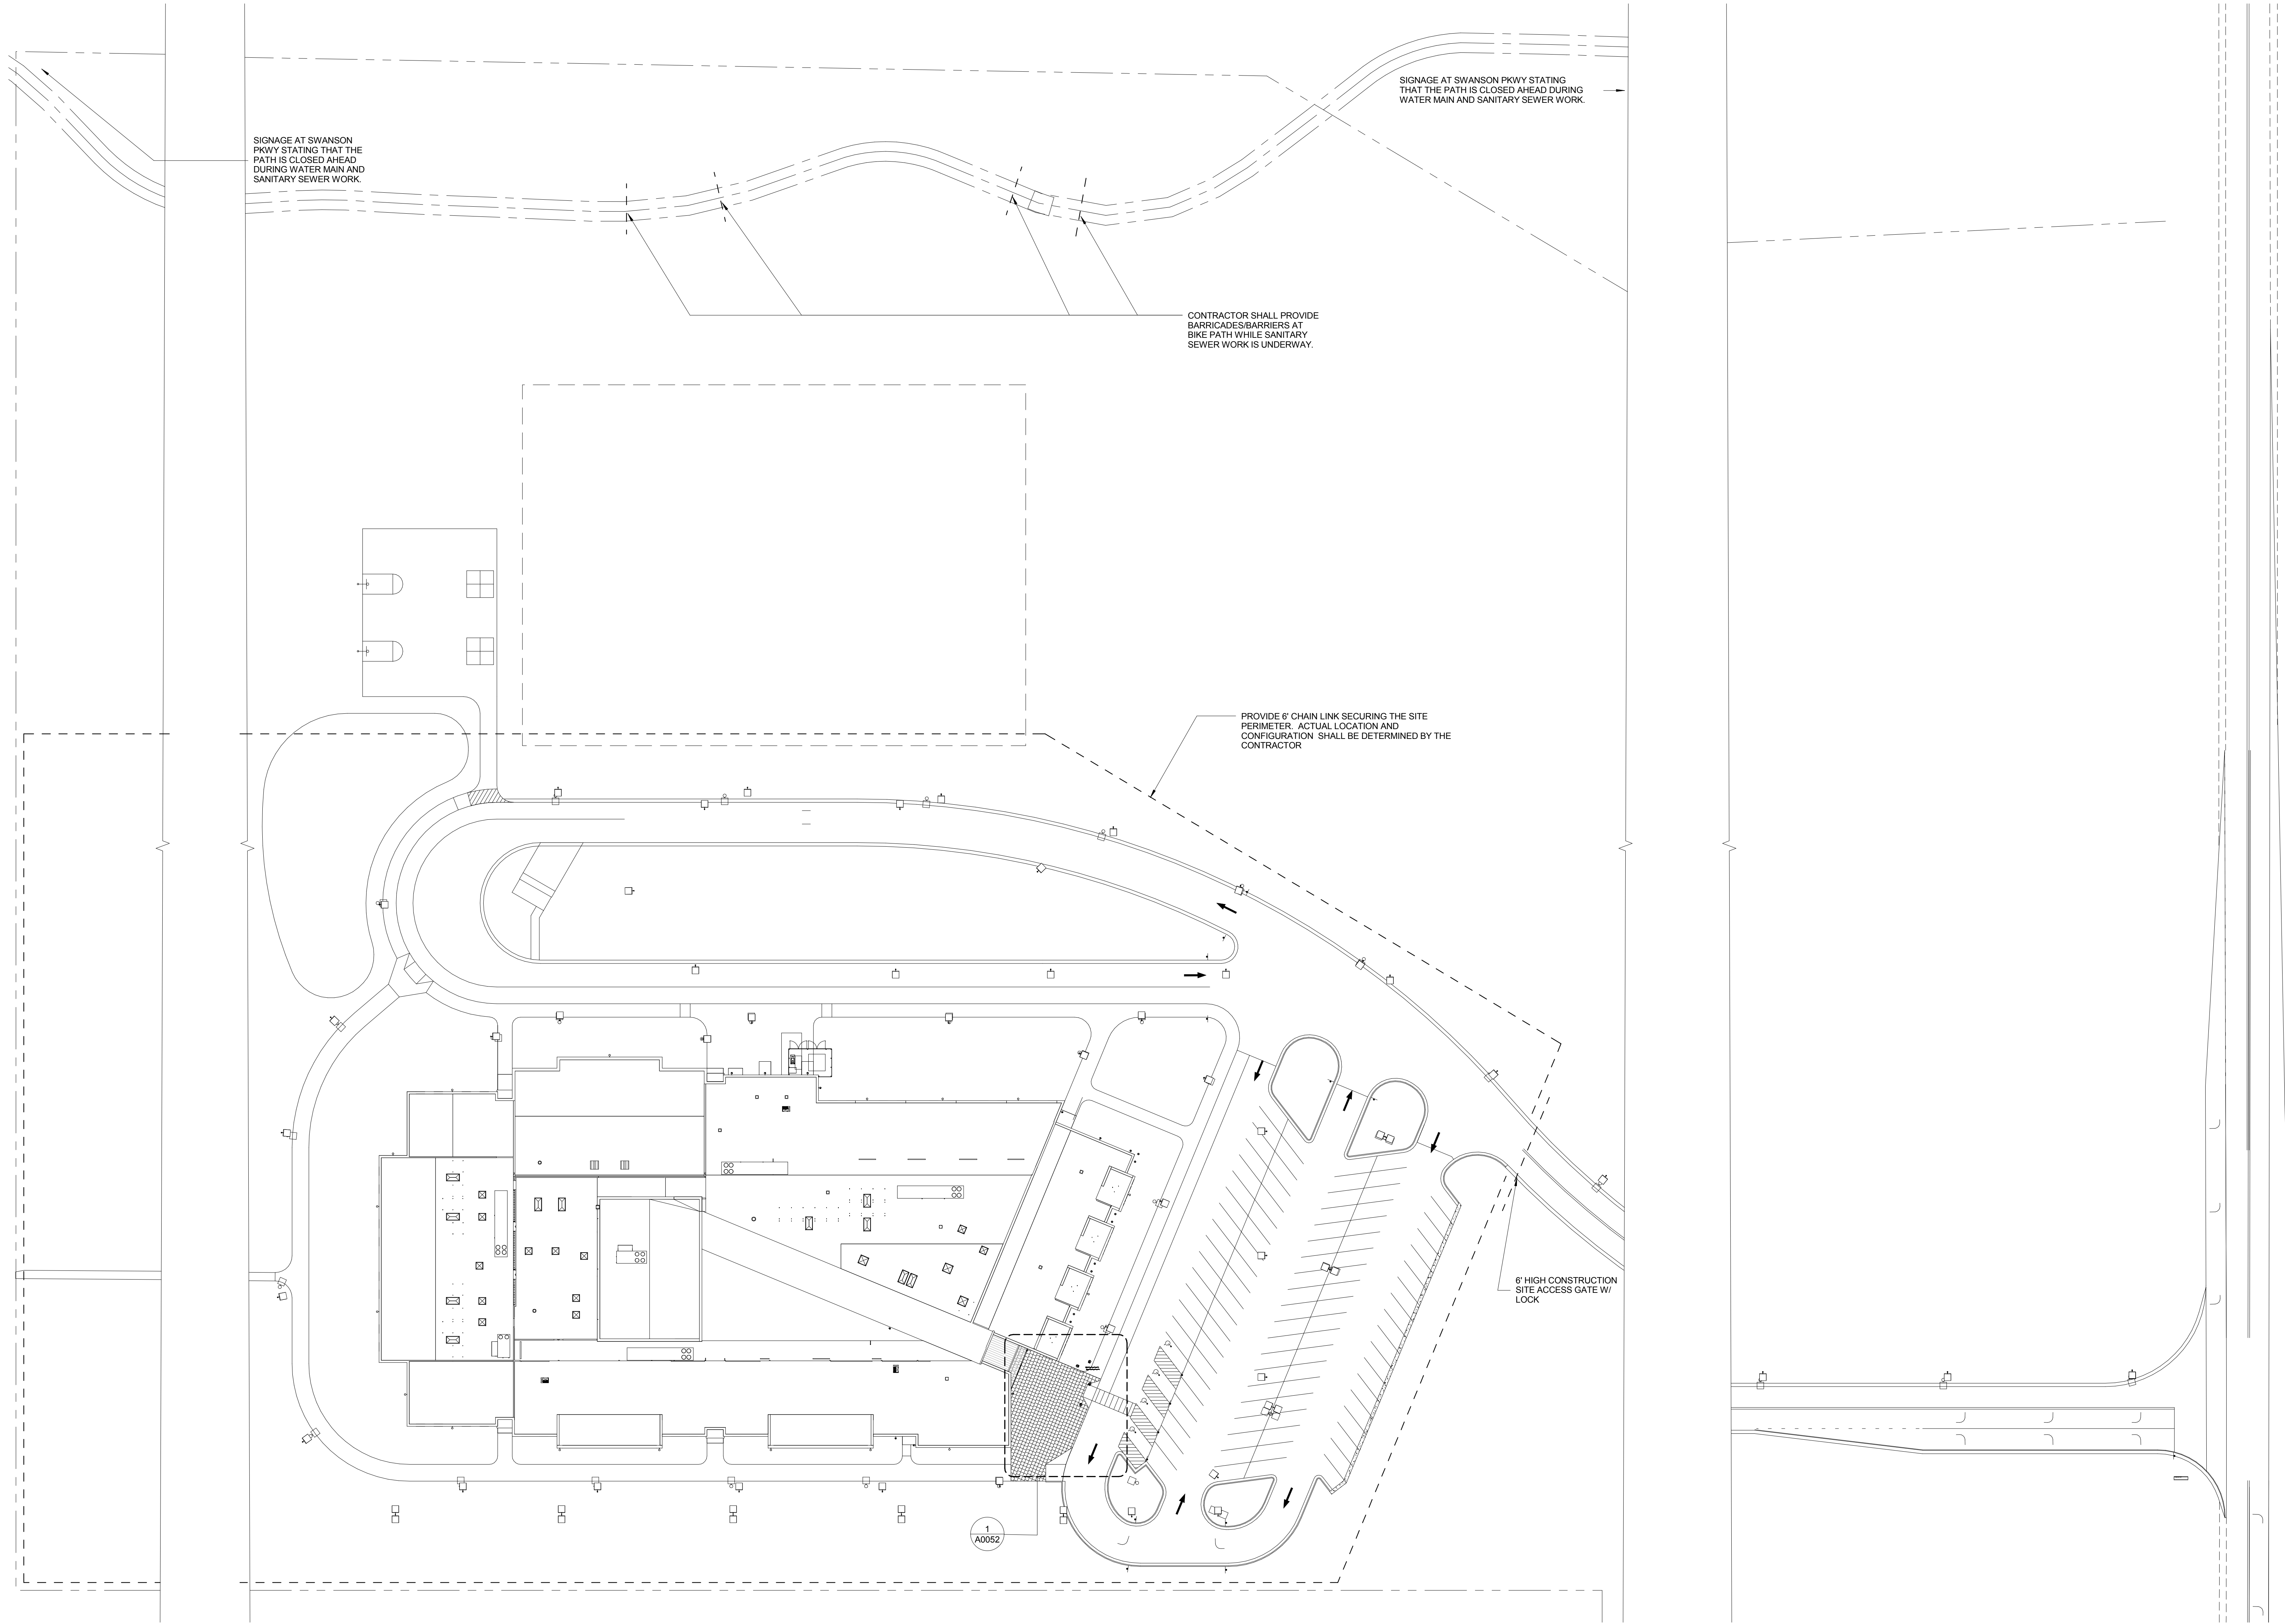 SIGNAGE AT SWANSON PKWY STATING
THAT THE PATH IS CLOSED AHEAD DURING
WATER MAIN AND SANITARY SEWER WORK.
SIGNAGE AT SWANSON
PKWY STATING THAT THE
PATH IS CLOSED AHEAD
DURING WATER MAIN AND
SANITARY SEWER WORK.
CONTRACTOR SHALL PROVIDE
BARRICADES/BARRIERS AT
BIKE PATH WHILE SANITARY
SEWER WORK IS UNDERWAY.
PROVIDE 6' CHAIN LINK SECURING THE SITE
PERIMETER. ACTUAL LOCATION AND
CONFIGURATION SHALL BE DETERMINED BY THE
CONTRACTOR
6' HIGH CONSTRUCTION
SITE ACCESS GATE W/
LOCK
1
A0052